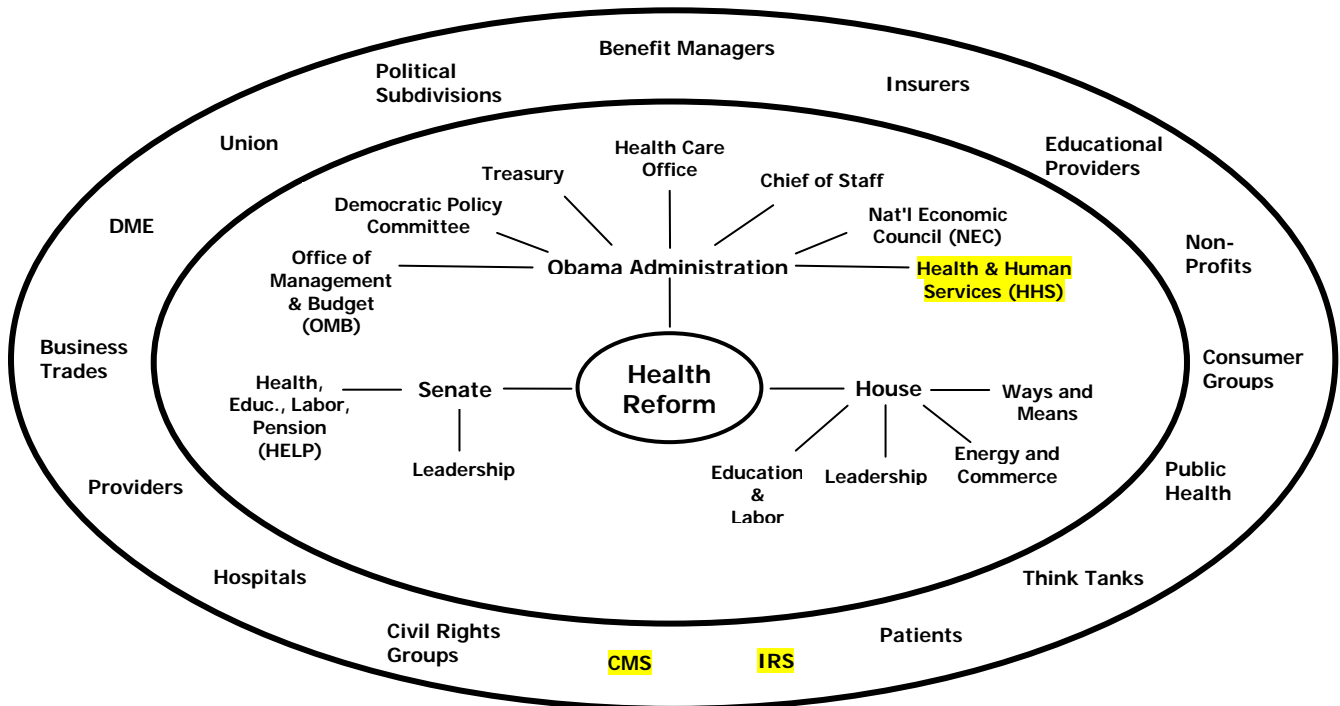 Benefit Managers
Political
Subdivisions
Insurers
Union
Educational
Providers
Health Care
Office
Treasury
Chief of Staff
Democratic Policy
Committee
Nat'l Economic
Council (NEC)
DME
Non-
Profits
Office of
Management
& Budget
(OMB)
Obama Administration
Health & Human
Services (HHS)
Business
Trades
Consumer
Groups
Health
Reform
Health,
Educ., Labor,
Pension
(HELP)
Senate
House
Ways and
Means
Leadership
Education
&
Labor
Leadership
Energy and
Commerce
Providers
Public
Health
Hospitals
Think Tanks
Civil Rights
Groups
CMS
IRS
Patients